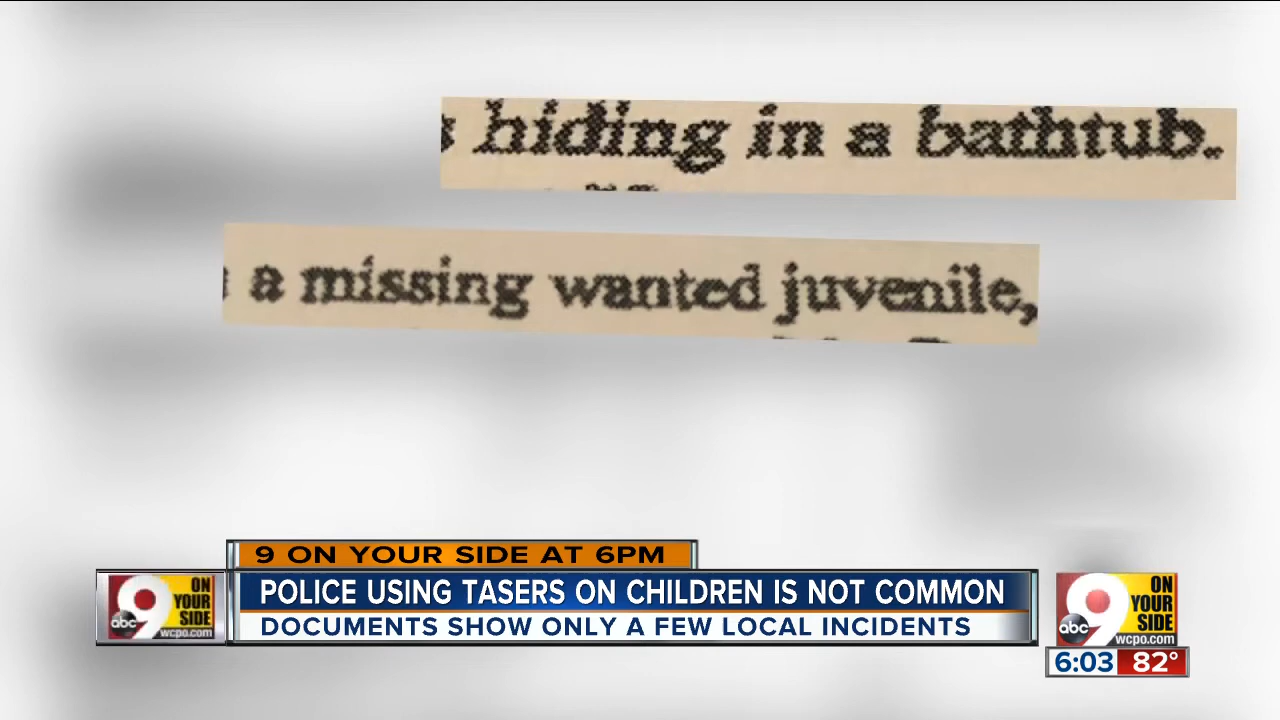 hiding in a bathtub.
a missing wanted juvenile,
9 ON YOUR SIDE AT 6PM
POLICE USING TASERS ON CHILDREN IS NOT COMMON
DOCUMENTS SHOW ONLY A FEW LOCAL INCIDENTS
abc 9 ON YOUR SIDE wcpo.com
abc 9 ON YOUR SIDE wcpo.com
6:03 82°